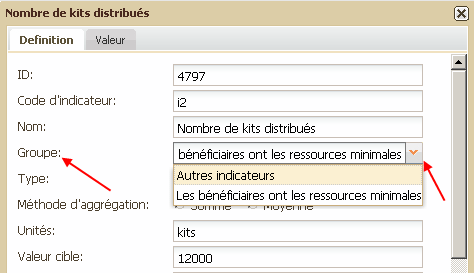 Nombre de kits distribués
Definition Valeur
ID: 4797
Code d'indicateur: i2
Nom: Nombre de kits distribués
Groupe: bénéficiaires ont les ressources minimales
Autres indicateurs
Type:
Les bénéficiaires ont les ressources minimales
Méthode d'aggrégation: Somme Moyenne
Unités: kits
Valeur cible: 12000